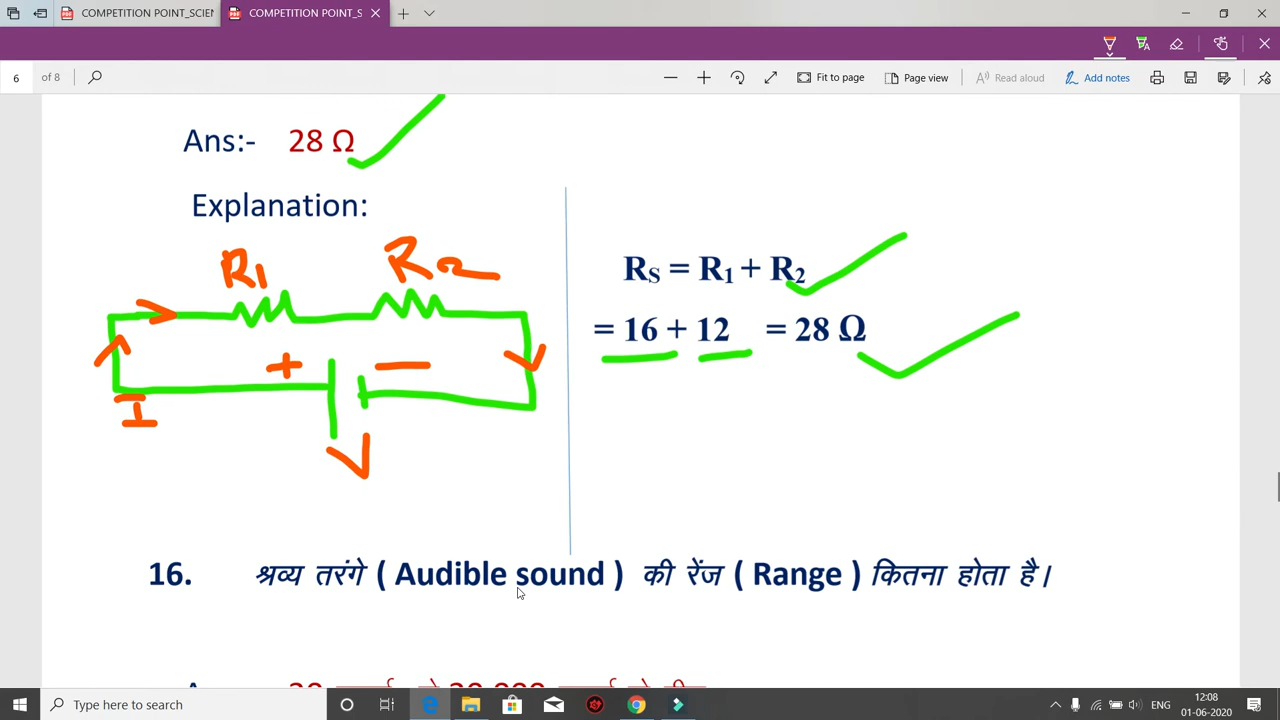 COMPETITION POINT_SCIEN
COMPETITION POINT_S
6 of 8
Fit to page
Page view
Read aloud
Add notes
Ans:- 28 Ω
Explanation:
R1
R2
+ −
I
V
RS = R1 + R2
= 16 + 12 = 28 Ω
16. श्रव्य तरंगे ( Audible sound ) की रेंज ( Range ) कितना होता है।
20 000
Type here to search
ENG
12:08
01-06-2020